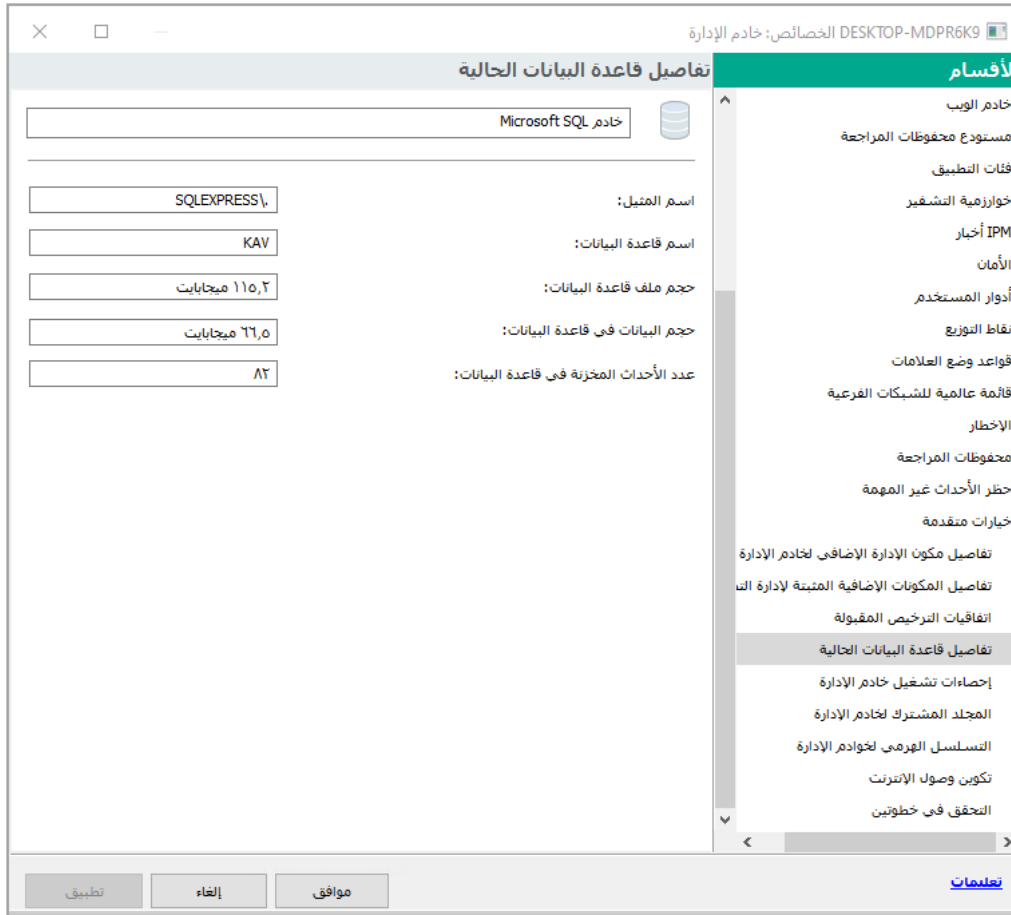 DESKTOP-MDPR6K9 الخصائص: خادم الإدارة
لأقسام
خادم الويب
مستودع محفوظات المراجعة
فئات التطبيق
خوارزمية التشفير
IPM أخبار
الأمان
أدوار المستخدم
نقاط التوزيع
قواعد وضع العلامات
قائمة عالمية للشبكات الفرعية
الإخطار
محفوظات المراجعة
حظر الأحداث غير المهمة
خيارات متقدمة
تفاصيل مكون الإدارة الإضافي لخادم الإدارة
تفاصيل المكونات الإضافية المثبتة لإدارة الت
اتفاقيات الترخيص المقبولة
تفاصيل قاعدة البيانات الحالية
إحصاءات تشغيل خادم الإدارة
المجلد المشترك لخادم الإدارة
التسلسل الهرمي لخوادم الإدارة
تكوين وصول الإنترنت
التحقق في خطوتين
تفاصيل قاعدة البيانات الحالية
خادم Microsoft SQL
اسم المثيل: .\SQLEXPRESS
اسم قاعدة البيانات: KAV
حجم ملف قاعدة البيانات: ١١٥,٢ ميجابايت
حجم البيانات في قاعدة البيانات: ٦٦,٥ ميجابايت
عدد الأحداث المخزنة في قاعدة البيانات: ٨٢
تعليمات
موافق إلغاء تطبيق